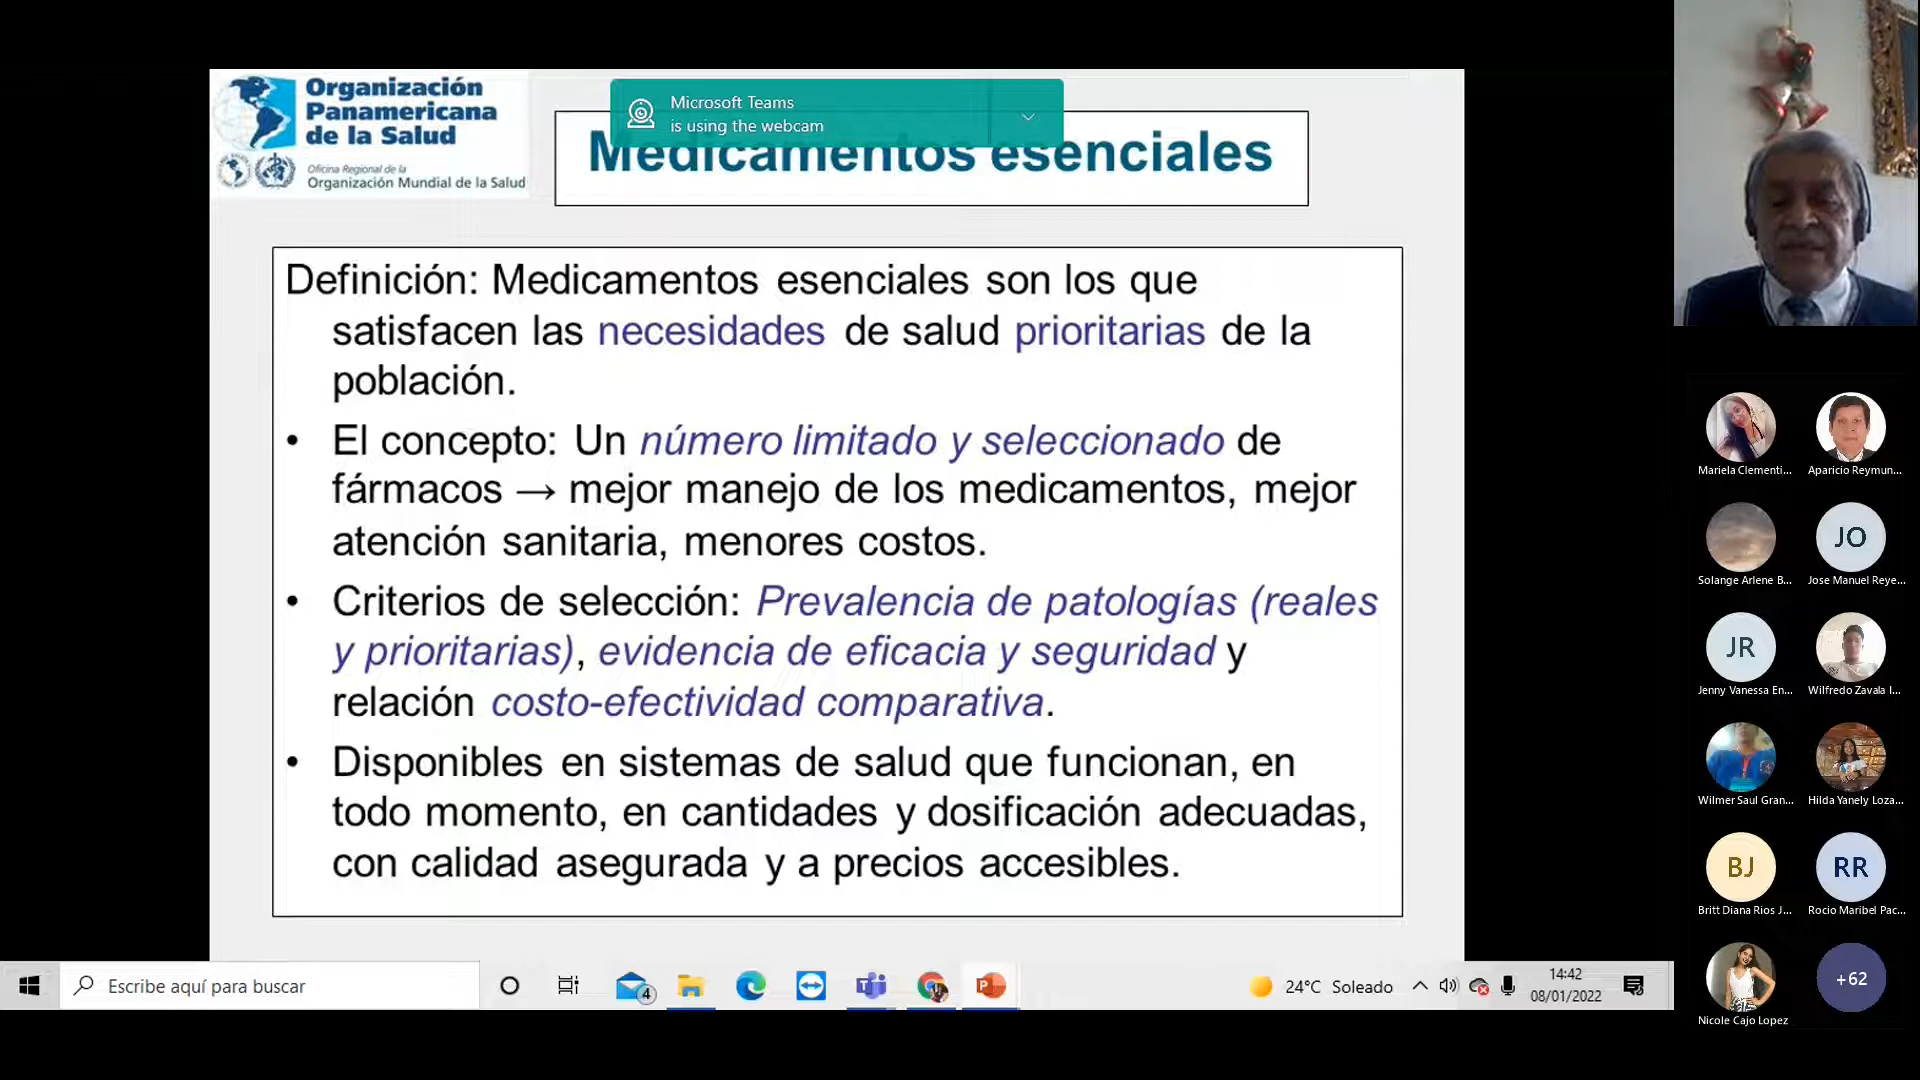 Organización
Panamericana
de la Salud
Oficina Regional de la
Organización Mundial de la Salud
Microsoft Teams
is using the webcam
Medicamentos esenciales
Definición: Medicamentos esenciales son los que
satisfacen las necesidades de salud prioritarias de la
población.
• El concepto: Un número limitado y seleccionado de
fármacos → mejor manejo de los medicamentos, mejor
atención sanitaria, menores costos.
• Criterios de selección: Prevalencia de patologías (reales
y prioritarias), evidencia de eficacia y seguridad y
relación costo-efectividad comparativa.
• Disponibles en sistemas de salud que funcionan, en
todo momento, en cantidades y dosificación adecuadas,
con calidad asegurada y a precios accesibles.
Mariela Clementi... Aparicio Reymun...
JO
Solange Arlene B... Jose Manuel Reye...
JR
Jenny Vanessa En... Wilfredo Zavala I...
Wilmer Saul Gran... Hilda Yanely Loza...
BJ RR
Britt Diana Rios J... Rocio Maribel Pac...
+62
Nicole Cajo Lopez
Escribe aquí para buscar
4
24°C Soleado
14:42
08/01/2022